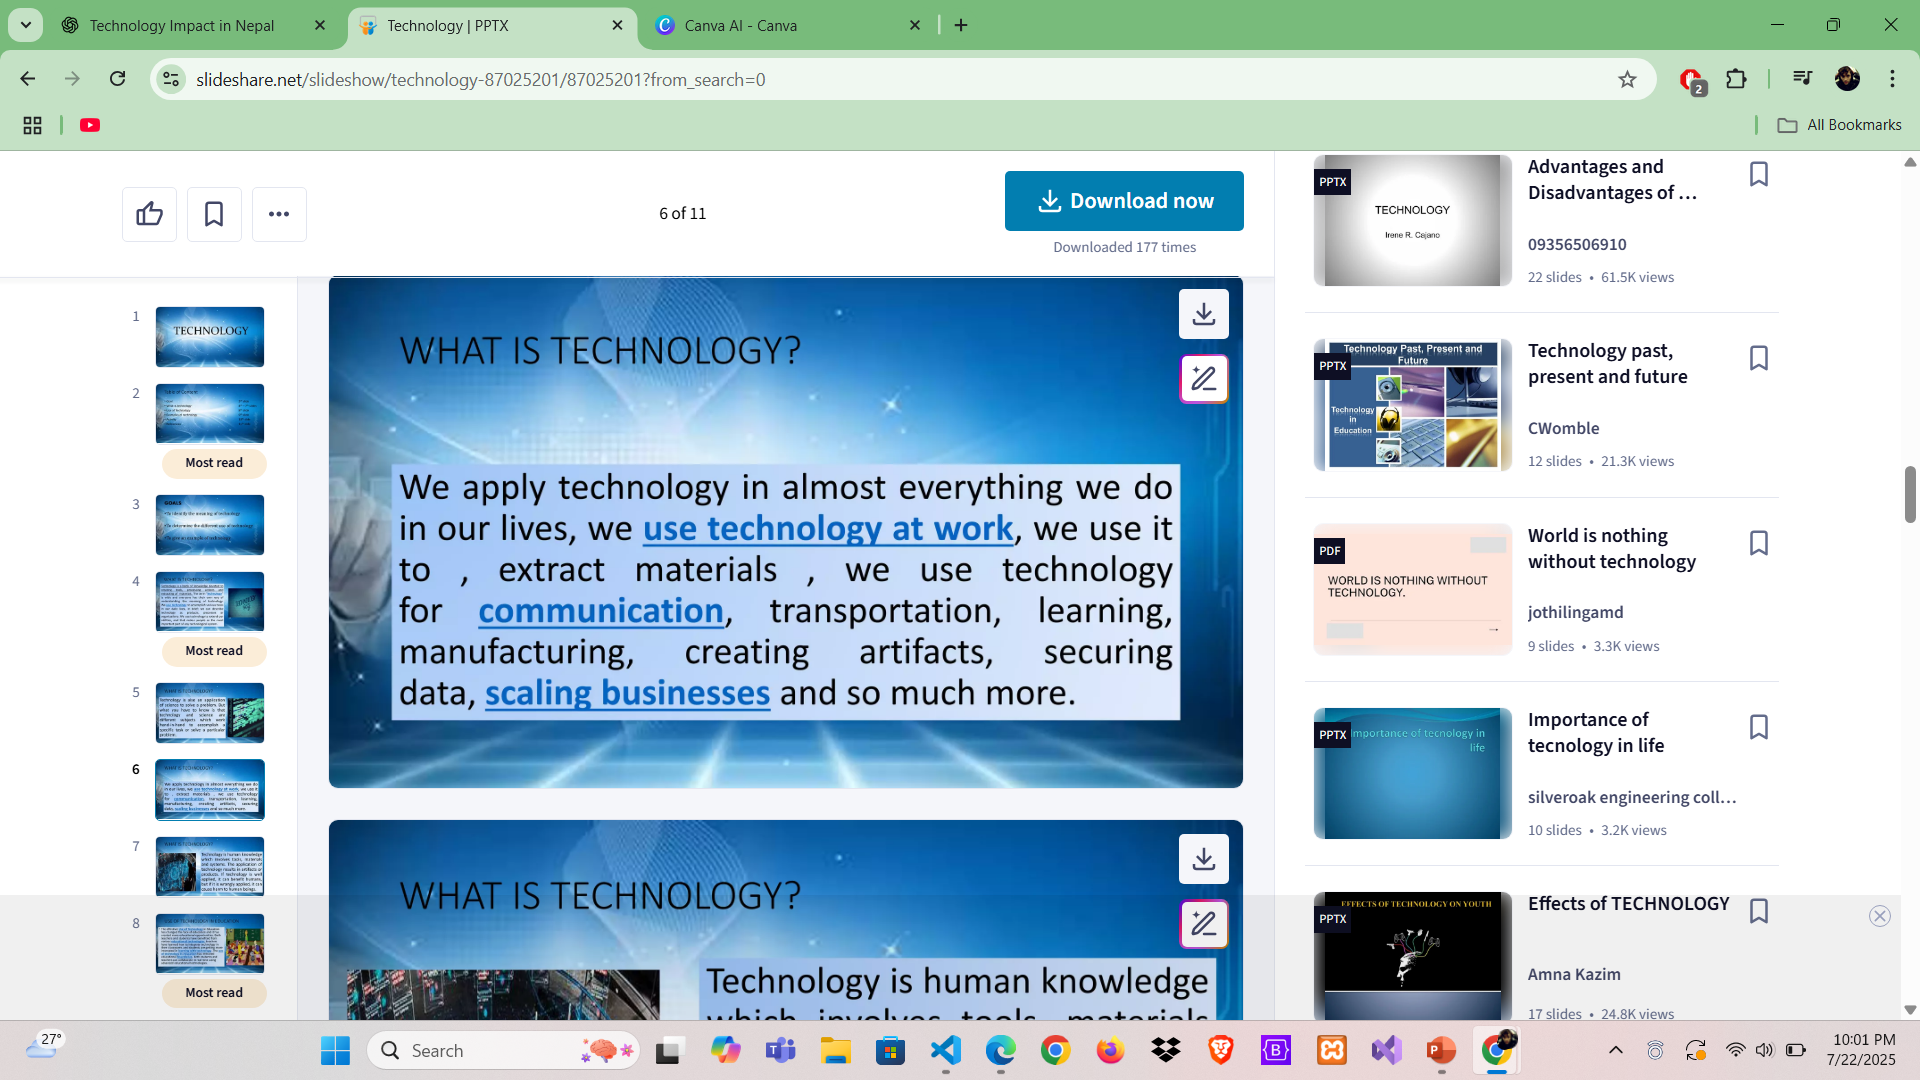 Technology Impact in Nepal
Technology | PPTX
Canva AI - Canva
slideshare.net/slideshow/technology-87025201/87025201?from_search=0
2
All Bookmarks
6 of 11
Download now
Downloaded 177 times
1
TECHNOLOGY
2
Most read
3
GOALS
4
Most read
5
6
7
8
Most read
WHAT IS TECHNOLOGY?
We apply technology in almost everything we do
in our lives, we use technology at work, we use it
to , extract materials , we use technology
for communication, transportation, learning,
manufacturing, creating artifacts, securing
data, scaling businesses and so much more.
WHAT IS TECHNOLOGY?
Technology is human knowledge
which involves tools, materials
PPTX
TECHNOLOGY
Irene R. Cajano
Advantages and
Disadvantages of ...
09356506910
22 slides • 61.5K views
PPTX
Technology Past, Present and
Future
Technology
in
Education
Technology past,
present and future
CWomble
12 slides • 21.3K views
PDF
WORLD IS NOTHING WITHOUT
TECHNOLOGY.
World is nothing
without technology
jothilingamd
9 slides • 3.3K views
PPTX
mportance of tecnology in
life
Importance of
tecnology in life
silveroak engineering coll...
10 slides • 3.2K views
PPTX
EFFECTS OF TECHNOLOGY ON YOUTH
Effects of TECHNOLOGY
Amna Kazim
17 slides • 24.8K views
27°
Search
10:01 PM
7/22/2025